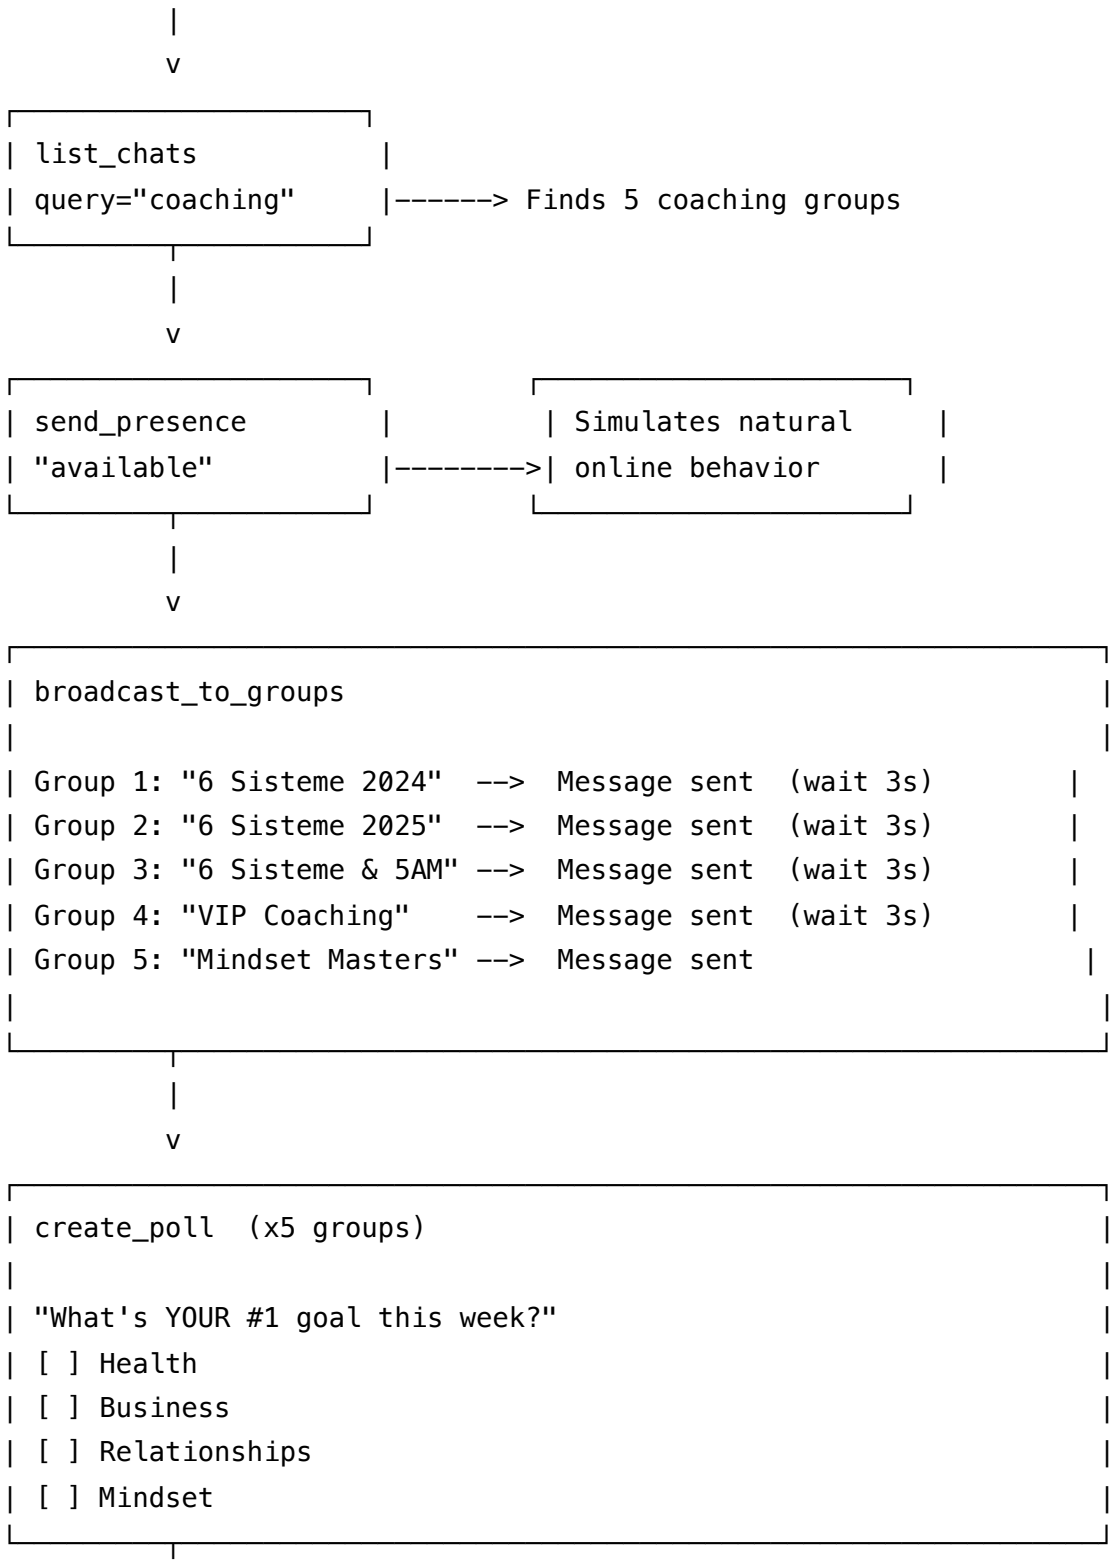 |
v
| list_chats |
| query="coaching" |------> Finds 5 coaching groups
|
v
| send_presence | | Simulates natural |
| "available" |-------->| online behavior |
|
v
| broadcast_to_groups |
| |
| Group 1: "6 Sisteme 2024" --> Message sent (wait 3s) |
| Group 2: "6 Sisteme 2025" --> Message sent (wait 3s) |
| Group 3: "6 Sisteme & 5AM" --> Message sent (wait 3s) |
| Group 4: "VIP Coaching" --> Message sent (wait 3s) |
| Group 5: "Mindset Masters" --> Message sent |
| |
|
v
| create_poll (x5 groups) |
| |
| "What's YOUR #1 goal this week?" |
| [ ] Health |
| [ ] Business |
| [ ] Relationships |
| [ ] Mindset |